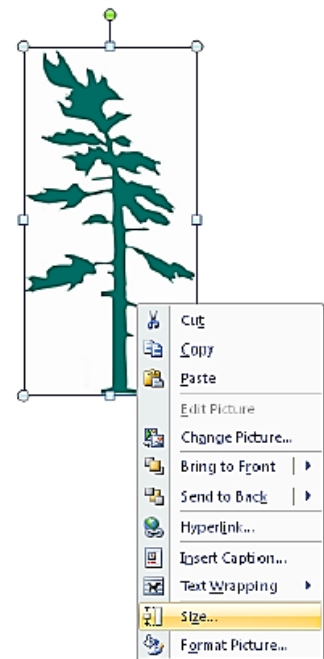 Cut
Copy
Paste
Edit Picture
Change Picture...
Bring to Front
Send to Back
Hyperlink...
Insert Caption...
Text Wrapping
Size...
Format Picture...